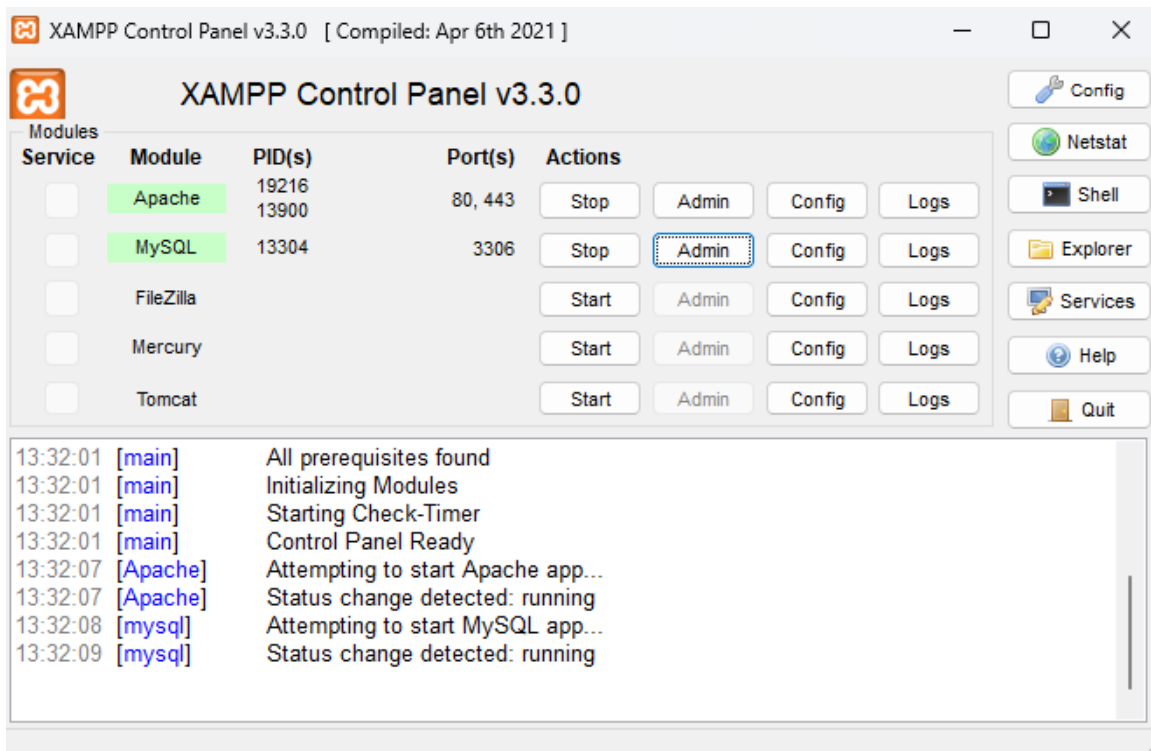 XAMPP Control Panel v3.3.0 [ Compiled: Apr 6th 2021 ]
XAMPP Control Panel v3.3.0
Config
Modules
Service Module PID(s) Port(s) Actions
Netstat
Apache 19216 13900 80, 443 Stop Admin Config Logs
Shell
MySQL 13304 3306 Stop Admin Config Logs
Explorer
FileZilla Start Admin Config Logs
Services
Mercury Start Admin Config Logs
Help
Tomcat Start Admin Config Logs
Quit
13:32:01 [main] All prerequisites found
13:32:01 [main] Initializing Modules
13:32:01 [main] Starting Check-Timer
13:32:01 [main] Control Panel Ready
13:32:07 [Apache] Attempting to start Apache app...
13:32:07 [Apache] Status change detected: running
13:32:08 [mysql] Attempting to start MySQL app...
13:32:09 [mysql] Status change detected: running